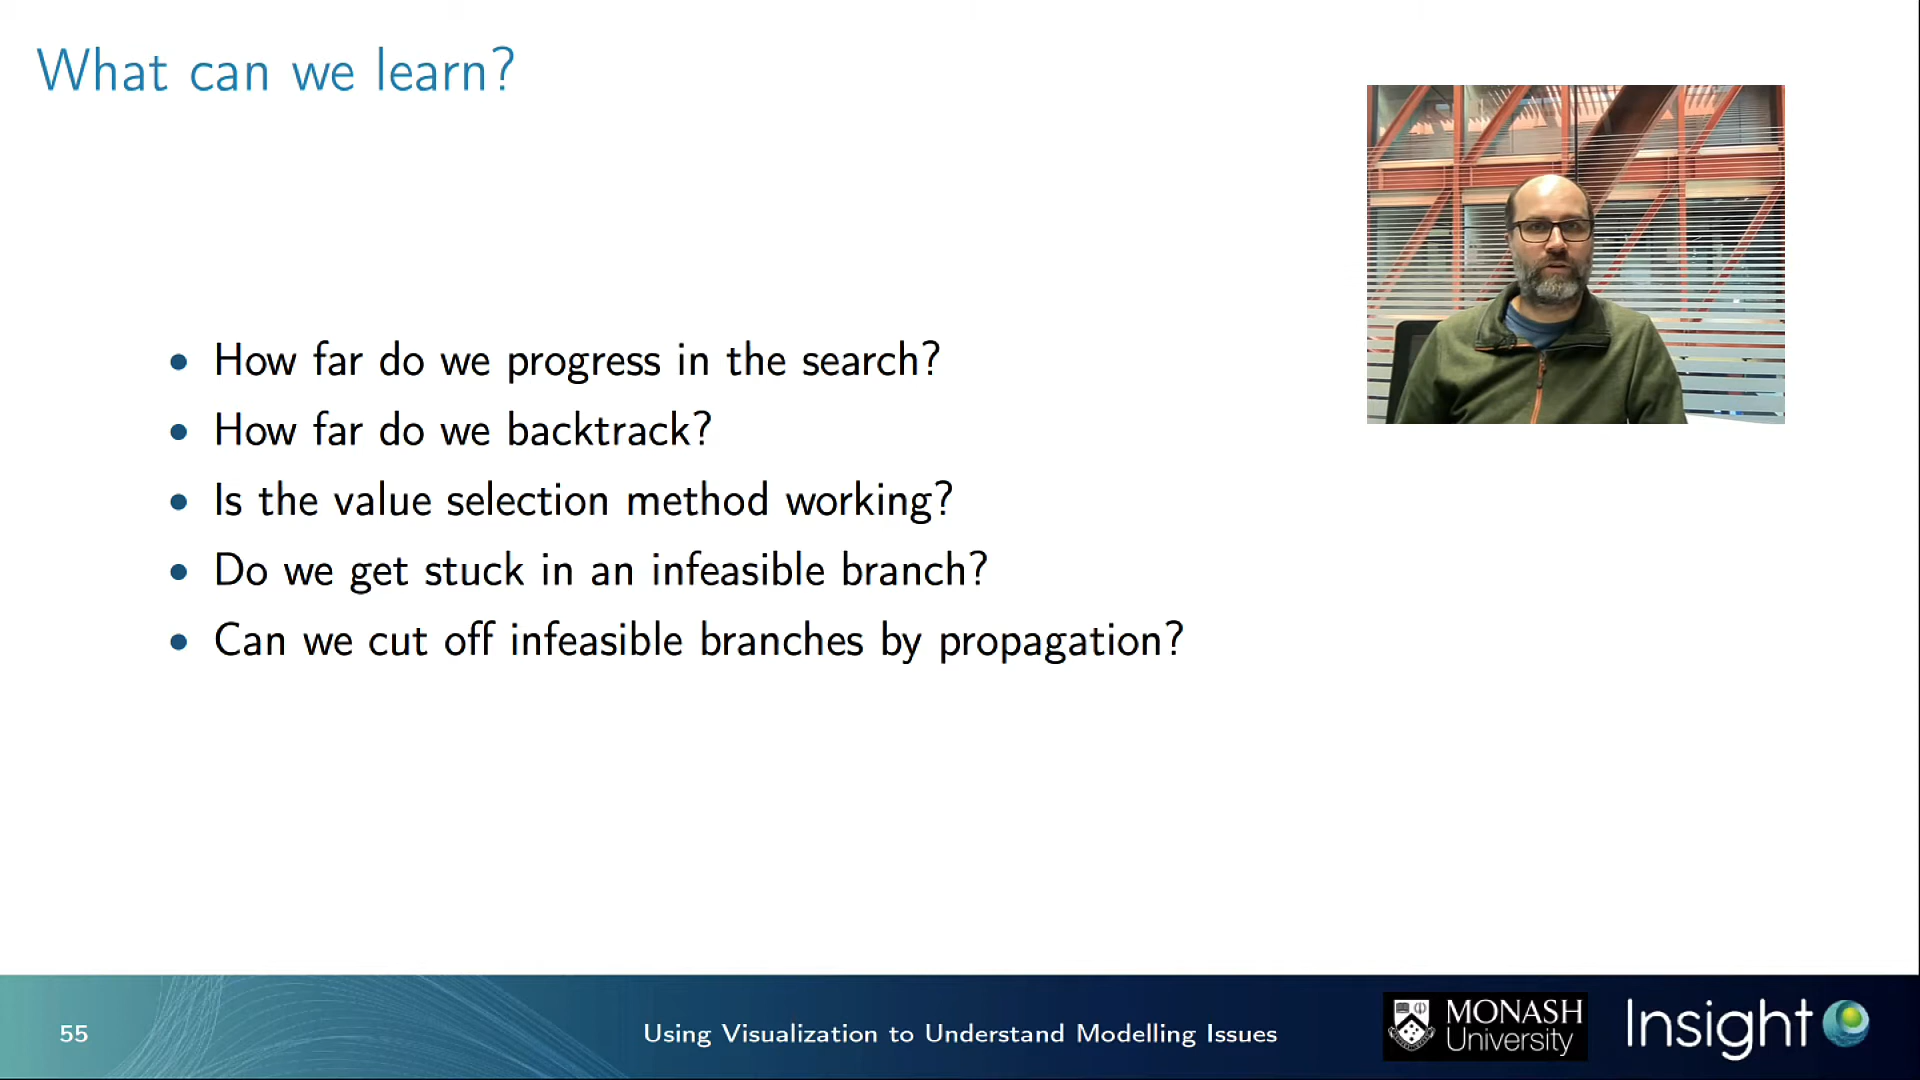 What can we learn?
How far do we progress in the search?
How far do we backtrack?
Is the value selection method working?
Do we get stuck in an infeasible branch?
Can we cut off infeasible branches by propagation?
55
Using Visualization to Understand Modelling Issues
MONASH
University
Insight